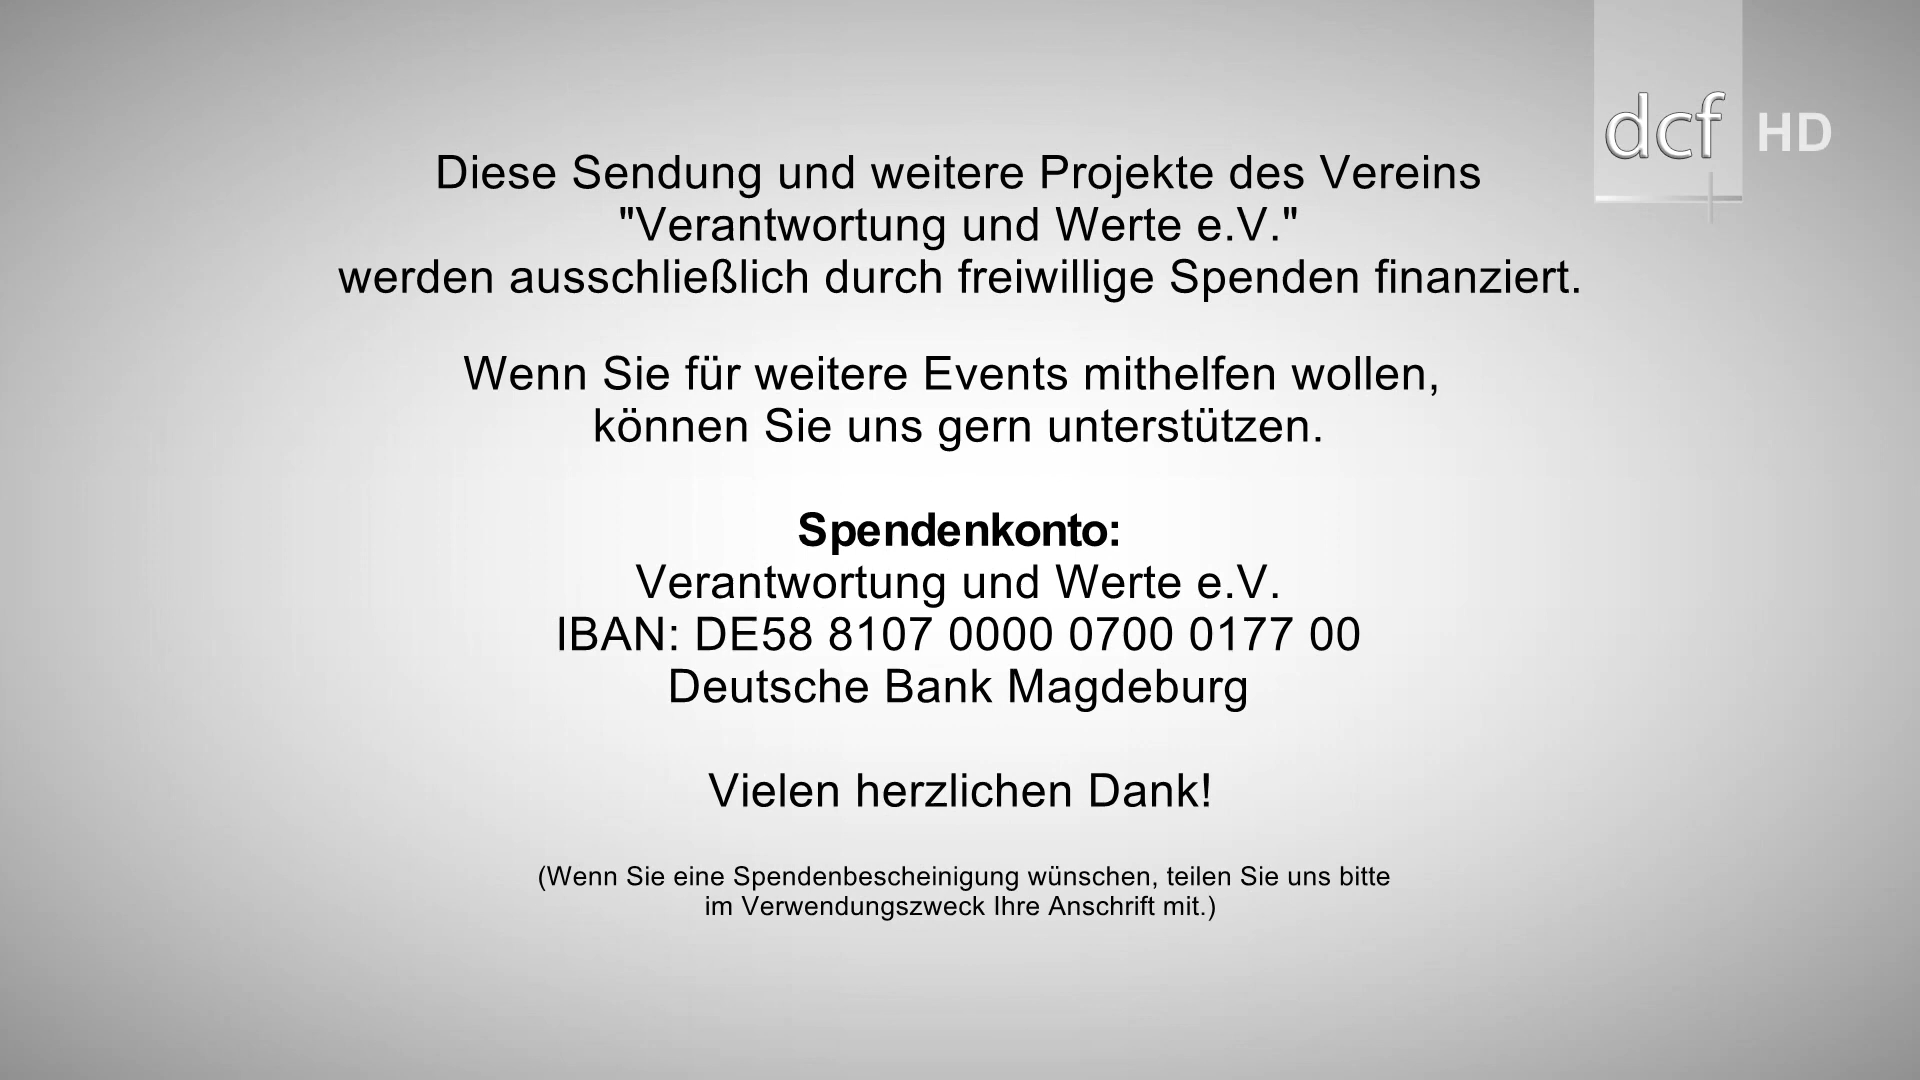 dcf HD
Diese Sendung und weitere Projekte des Vereins
"Verantwortung und Werte e.V."
werden ausschließlich durch freiwillige Spenden finanziert.
Wenn Sie für weitere Events mithelfen wollen,
können Sie uns gern unterstützen.
Spendenkonto:
Verantwortung und Werte e.V.
IBAN: DE58 8107 0000 0700 0177 00
Deutsche Bank Magdeburg
Vielen herzlichen Dank!
(Wenn Sie eine Spendenbescheinigung wünschen, teilen Sie uns bitte
im Verwendungszweck Ihre Anschrift mit.)